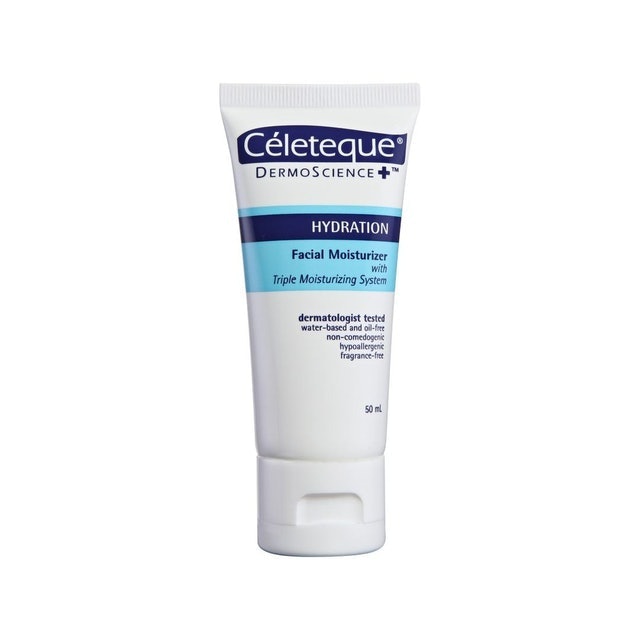 Céleteque®
DERMOSCIENCE+™
HYDRATION
Facial Moisturizer
with
Triple Moisturizing System
dermatologist tested
water-based and oil-free
non-comedogenic
hypoallergenic
fragrance-free
50 mL